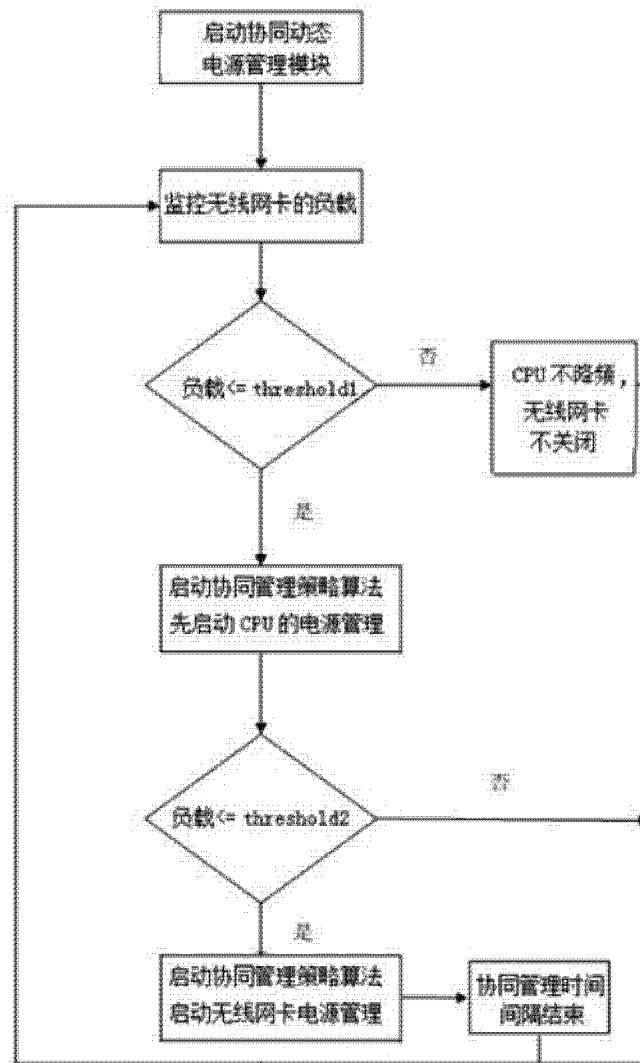 启动协同动态
电源管理模块
监控无线网卡的负载
负载<= threshold1
否
CPU 不降频，
无线网卡
不关闭
是
启动协同管理策略算法
先启动 CPU 的电源管理
负载<= threshold2
否
是
启动协同管理策略算法
启动无线网卡电源管理
协同管理时间
间隔结束